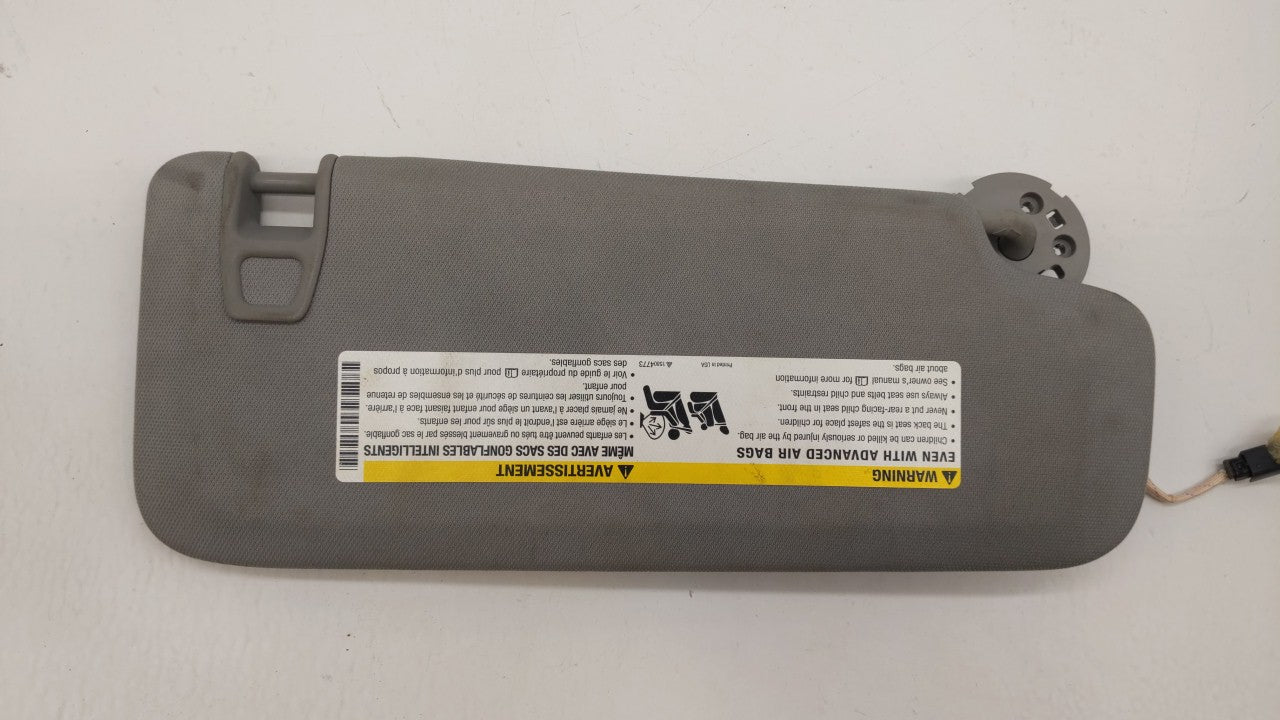 WARNING
EVEN WITH ADVANCED AIR BAGS
• Children can be killed or seriously injured by the air bag.
• The back seat is the safest place for children.
• Never put a rear-facing child seat in the front.
• Always use seat belts and child restraints.
• See owner's manual for more information
about air bags.
Printed in USA
15904773
AVERTISSEMENT
MÊME AVEC DES SACS GONFLABLES INTELLIGENTS
• Les enfants peuvent être tués ou gravement blessés par le sac gonflable.
• Le siège arrière est l'endroit le plus sûr pour les enfants.
• Ne jamais placer à l'avant un siège pour enfant faisant face à l'arrière.
• Toujours utiliser les ceintures de sécurité et les ensembles de retenue
pour enfant.
• Voir le guide du propriétaire pour plus d'information à propos
des sacs gonflables.